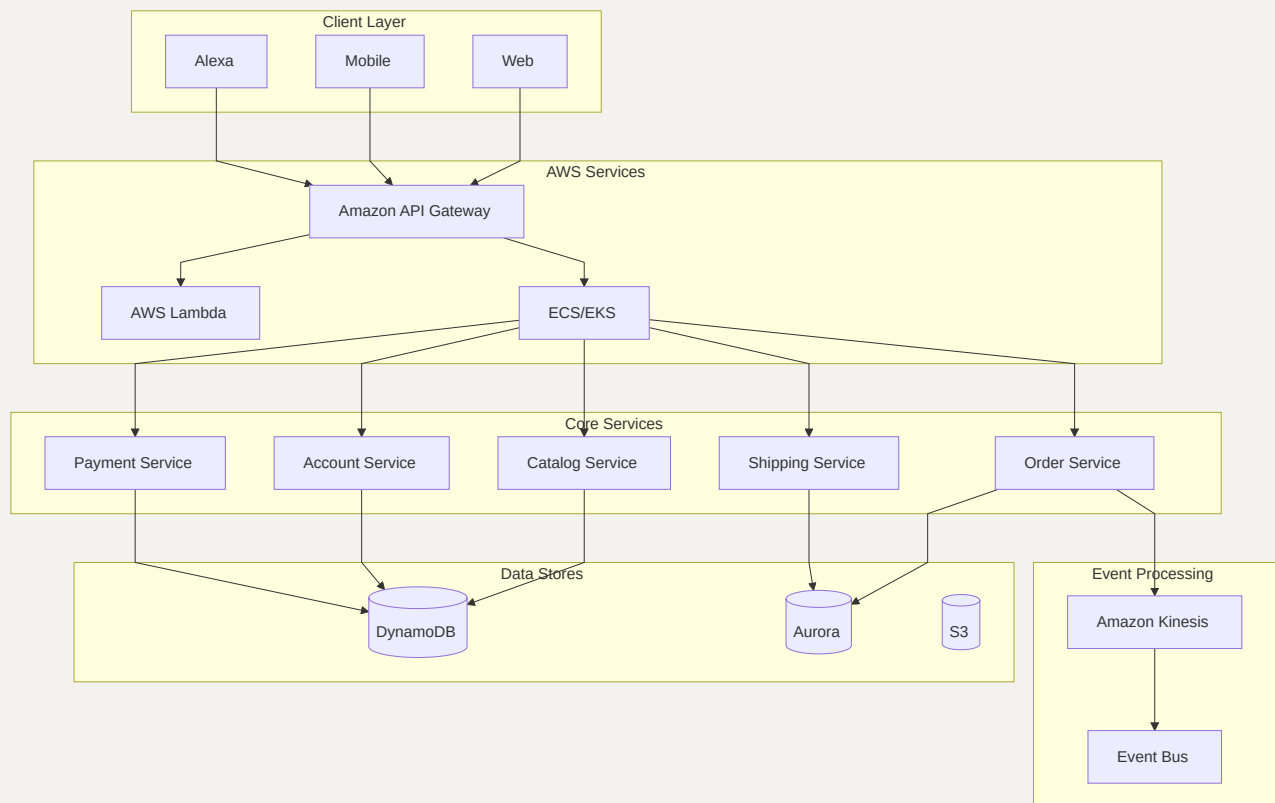 Client Layer
Alexa
Mobile
Web
AWS Services
Amazon API Gateway
AWS Lambda
ECS/EKS
Core Services
Payment Service
Account Service
Catalog Service
Shipping Service
Order Service
Data Stores
DynamoDB
Aurora
S3
Event Processing
Amazon Kinesis
Event Bus